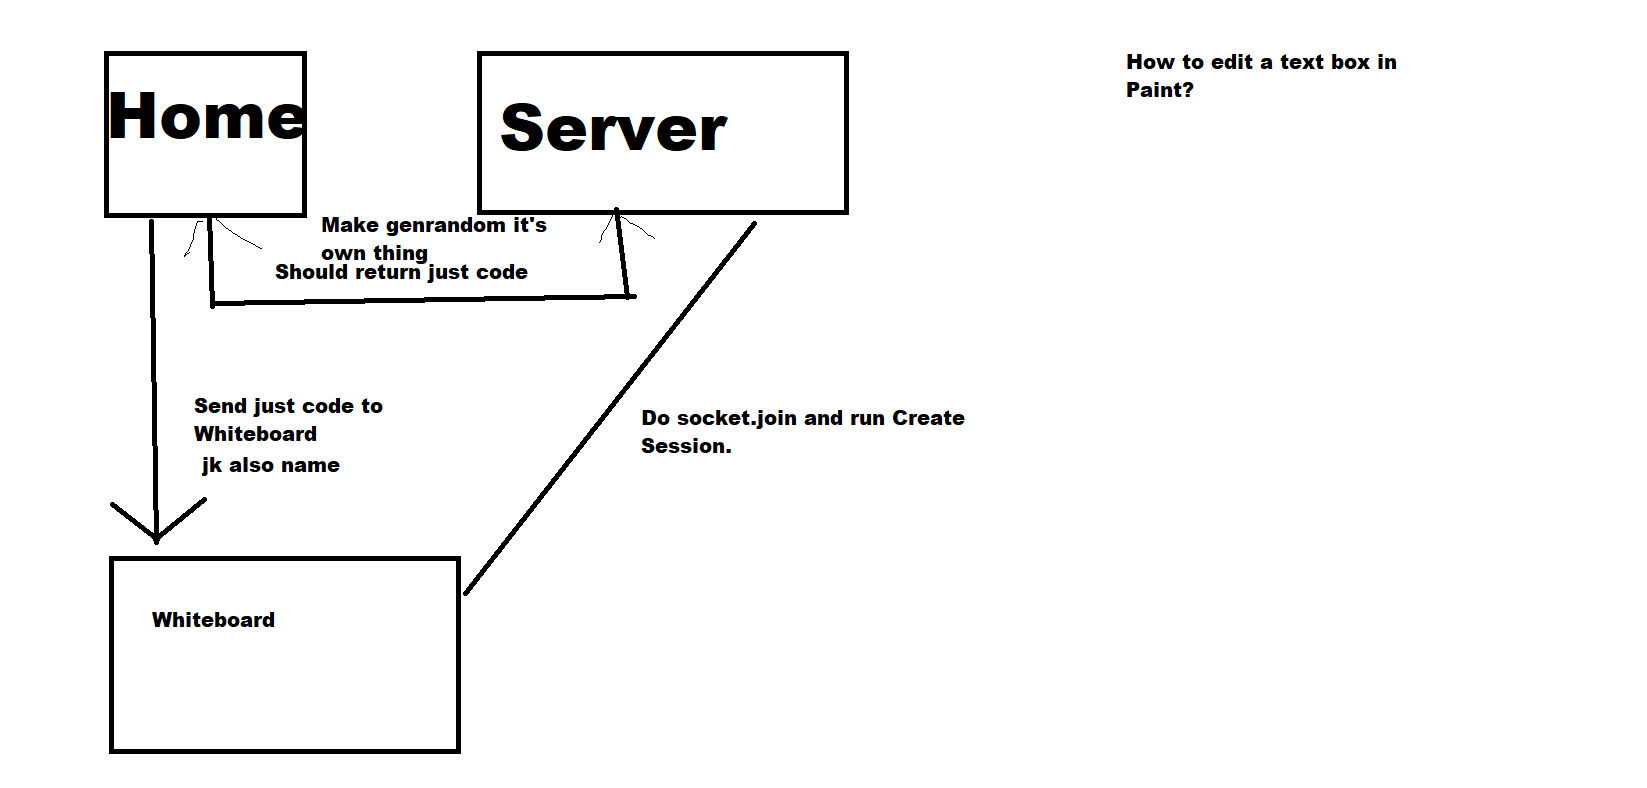 Home
Server
How to edit a text box in
Paint?
Make genrandom it's
own thing
Should return just code
Send just code to
Whiteboard
jk also name
Do socket.join and run Create
Session.
Whiteboard